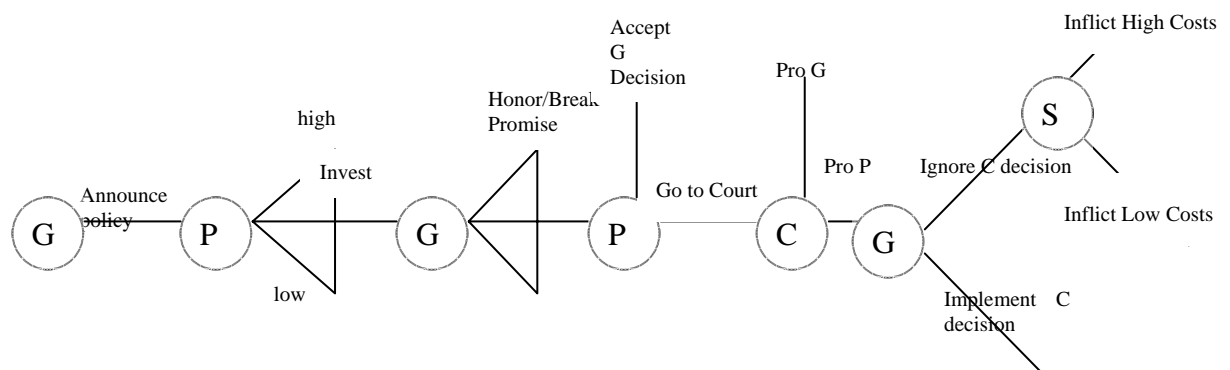 Inflict High Costs
Accept
G
Decision
Pro G
Honor/Break
Promise
high
S
Invest
Pro P
Ignore C decision
Announce
policy
Go to Court
Inflict Low Costs
G
P
G
P
C
G
low
Implement C
decision